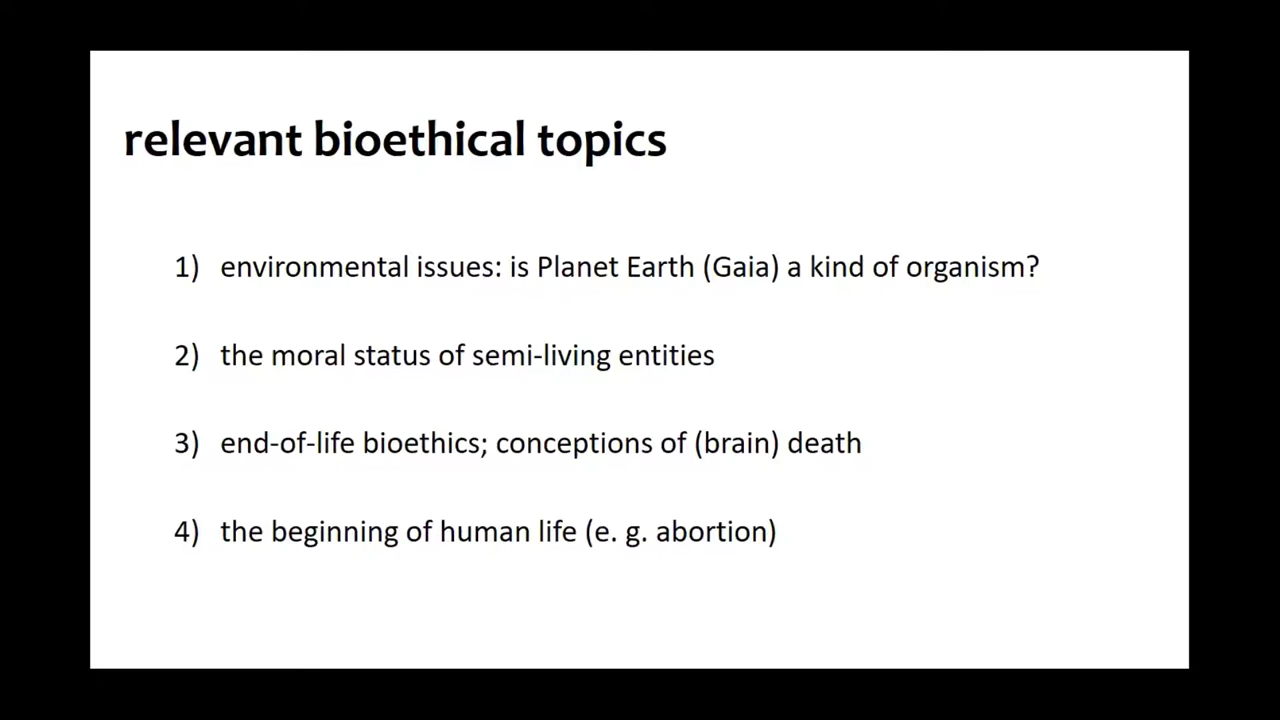 relevant bioethical topics
1) environmental issues: is Planet Earth (Gaia) a kind of organism?
2) the moral status of semi-living entities
3) end-of-life bioethics; conceptions of (brain) death
4) the beginning of human life (e. g. abortion)